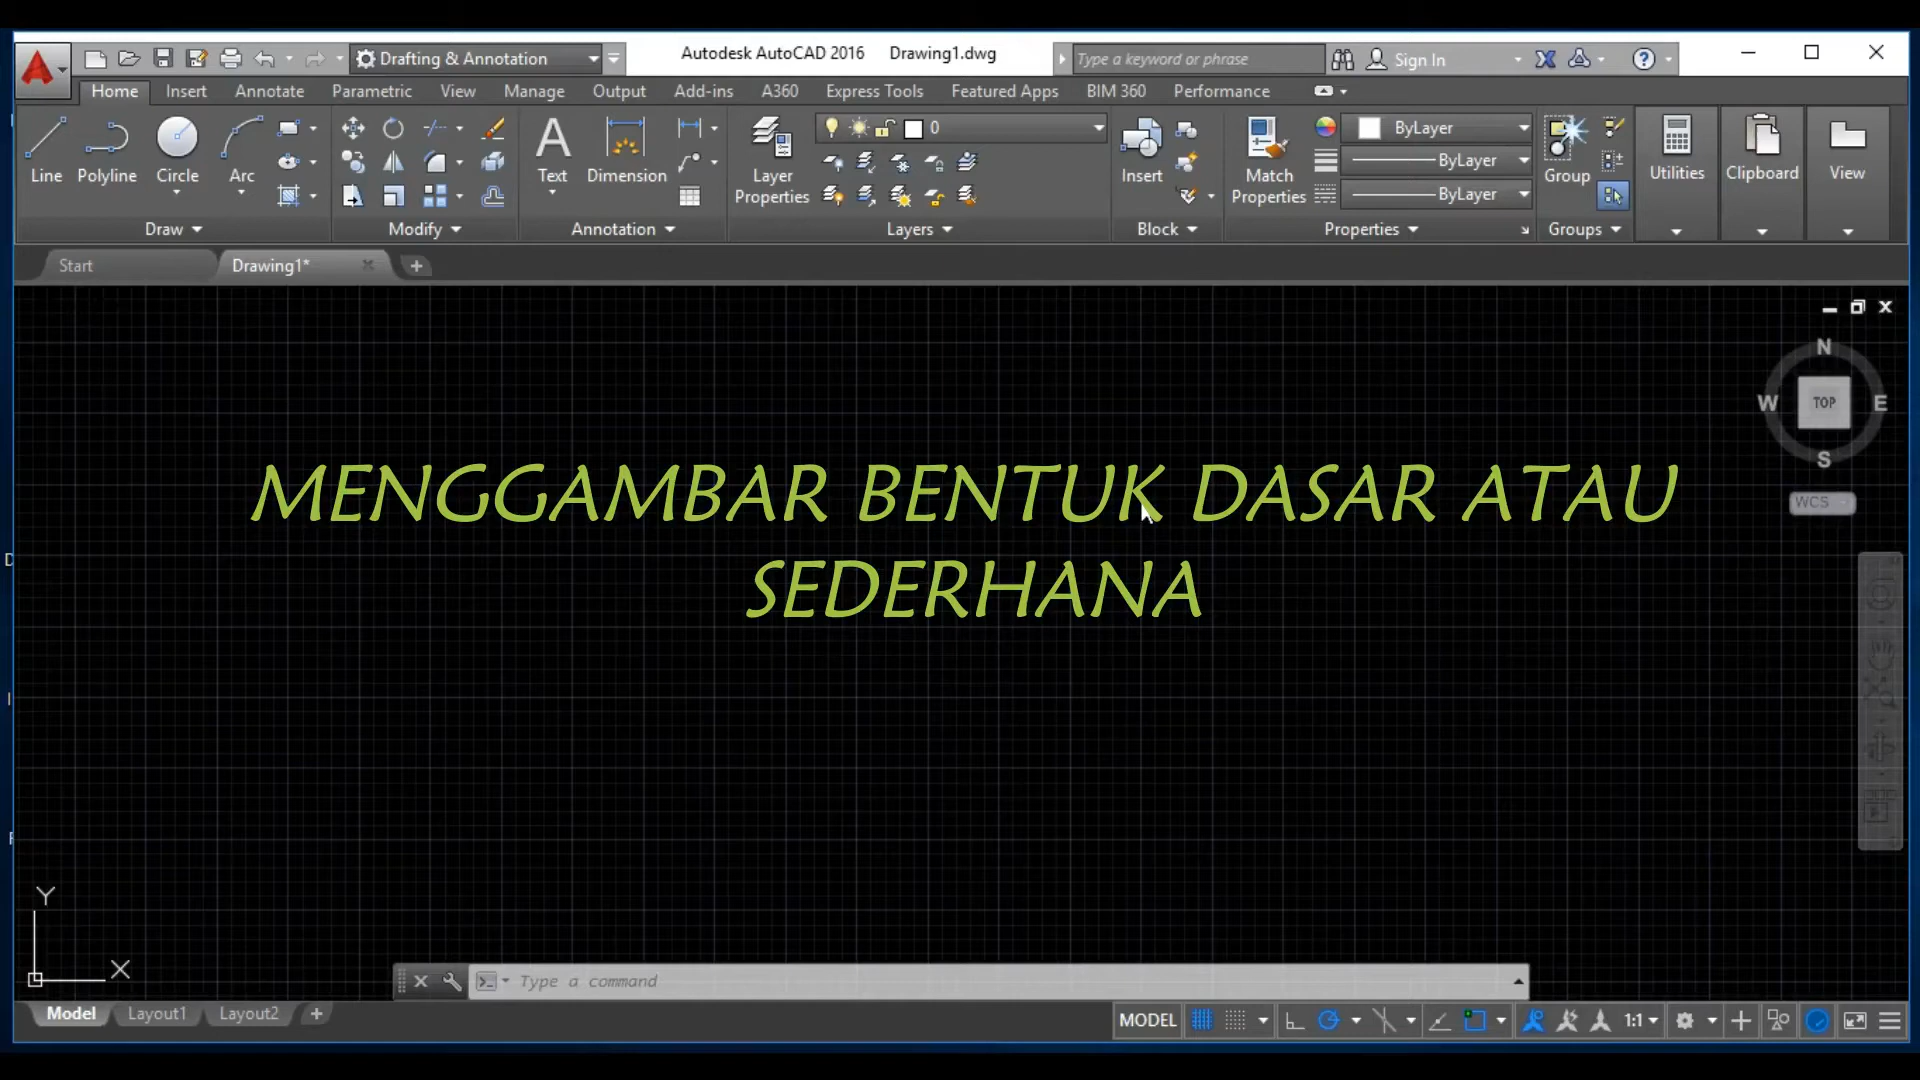 Drafting & Annotation
Autodesk AutoCAD 2016 Drawing1.dwg
Type a keyword or phrase
Sign In
Home Insert Annotate Parametric View Manage Output Add-ins A360 Express Tools Featured Apps BIM 360 Performance
0
ByLayer
ByLayer
ByLayer
Line Polyline Circle Arc
Text Dimension
Layer Properties
Insert
Match Properties
Group
Utilities
Clipboard
View
Draw Modify Annotation Layers Block Properties Groups
Start Drawing1*
N
W TOP E
S
WCS
MENGGAMBAR BENTUK DASAR ATAU
SEDERHANA
Y
X
Type a command
Model Layout1 Layout2
MODEL
1:1